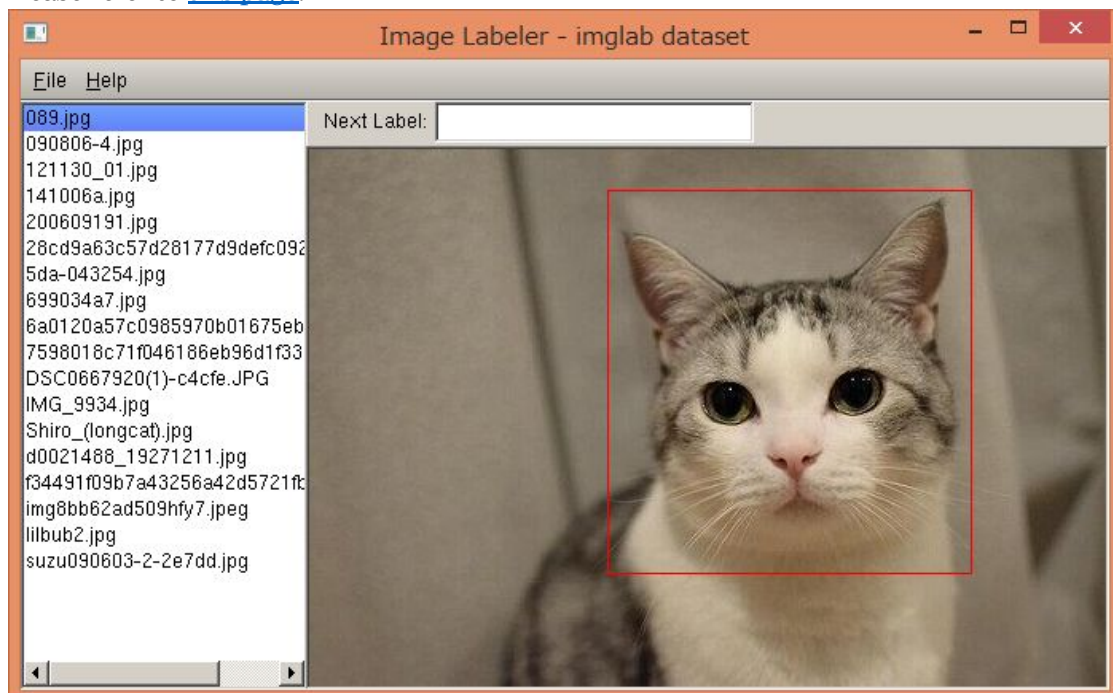 Image Labeler - imglab dataset
File Help
Next Label:
089.jpg
090806-4.jpg
121130_01.jpg
141006a.jpg
200609191.jpg
28cd9a63c57d28177d9defc092
5da-043254.jpg
699034a7.jpg
6a0120a57c0985970b01675eb
7598018c71f046186eb96d1f33
DSC0667920(1)-c4cfe.JPG
IMG_9934.jpg
Shiro_(longcat).jpg
d0021488_19271211.jpg
f34491f09b7a43256a42d5721fb
img8bb62ad509hfy7.jpeg
lilbub2.jpg
suzu090603-2-2e7dd.jpg